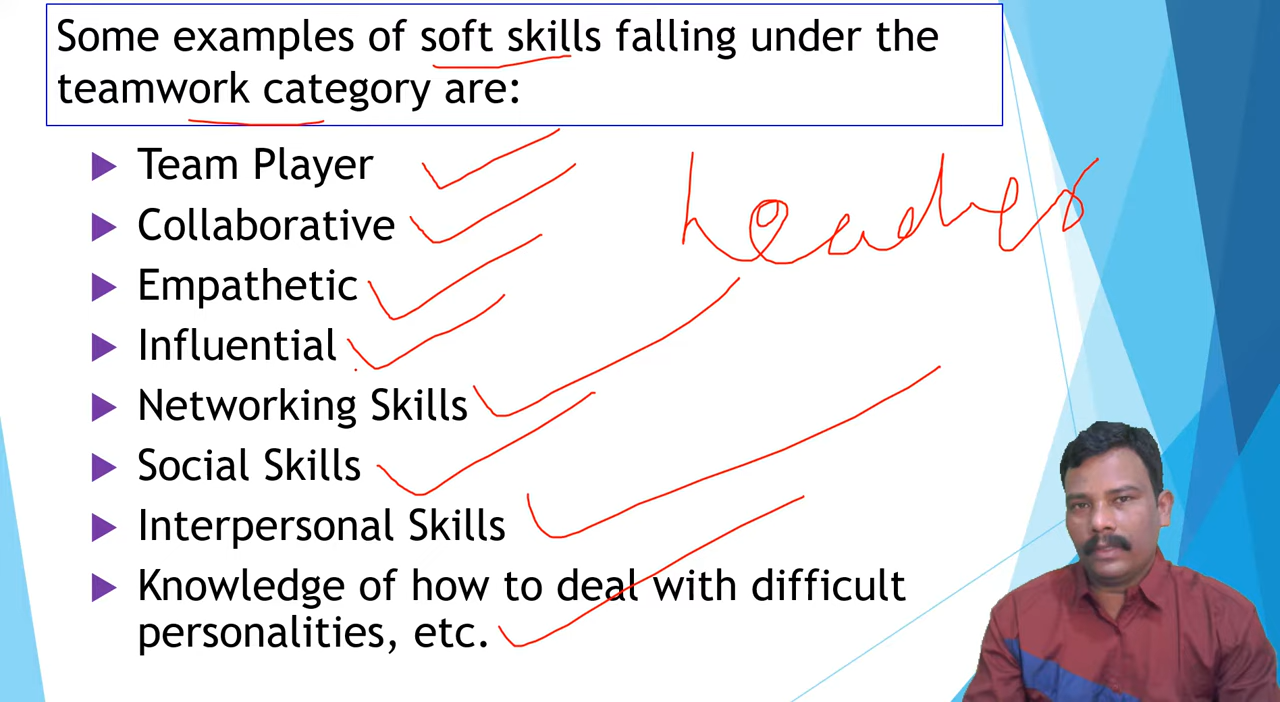 Some examples of soft skills falling under the
teamwork category are:
Team Player
Collaborative
Empathetic
Influential
Networking Skills
Social Skills
Interpersonal Skills
Knowledge of how to deal with difficult
personalities, etc.
Leader